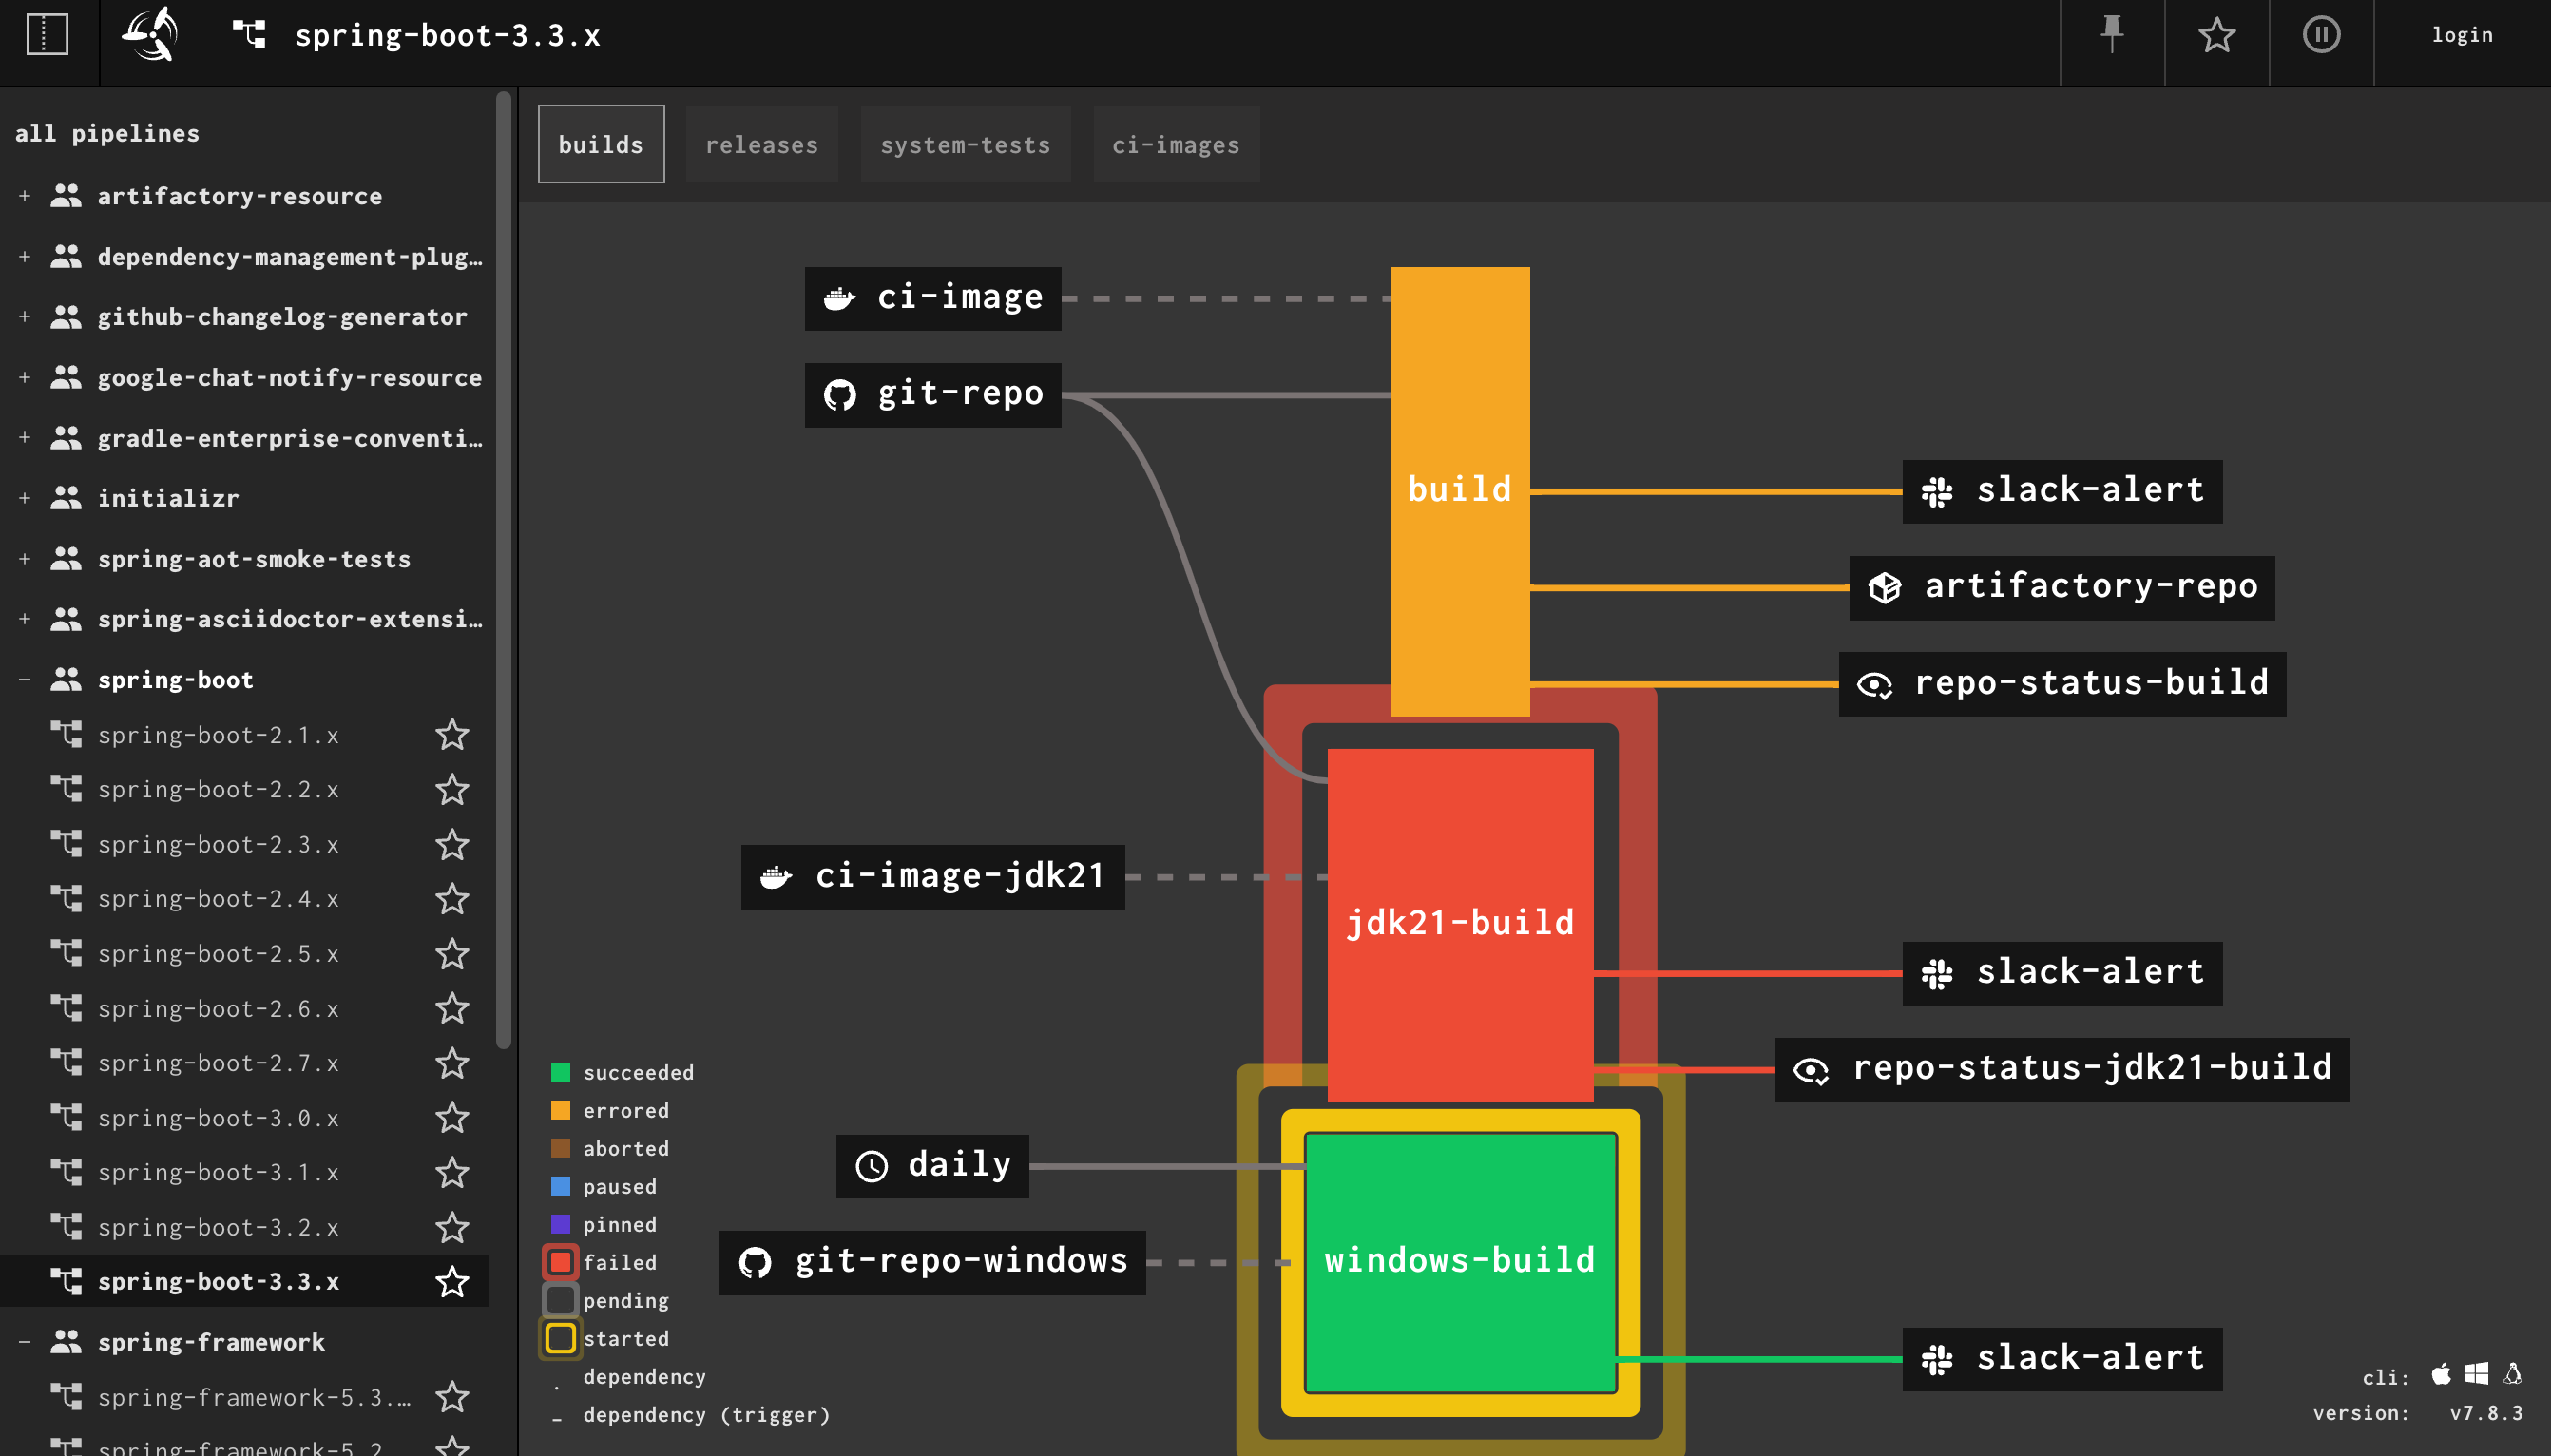 spring-boot-3.3.x
login
all pipelines
+ artifactory-resource
+ dependency-management-plug…
+ github-changelog-generator
+ google-chat-notify-resource
+ gradle-enterprise-conventi…
+ initializr
+ spring-aot-smoke-tests
+ spring-asciidoctor-extensi…
- spring-boot
spring-boot-2.1.x
spring-boot-2.2.x
spring-boot-2.3.x
spring-boot-2.4.x
spring-boot-2.5.x
spring-boot-2.6.x
spring-boot-2.7.x
spring-boot-3.0.x
spring-boot-3.1.x
spring-boot-3.2.x
spring-boot-3.3.x
- spring-framework
spring-framework-5.3.…
spring-framework-5.2
builds
releases
system-tests
ci-images
ci-image
git-repo
build
slack-alert
artifactory-repo
repo-status-build
ci-image-jdk21
jdk21-build
slack-alert
repo-status-jdk21-build
daily
git-repo-windows
windows-build
slack-alert
succeeded
errored
aborted
paused
pinned
failed
pending
started
. dependency
- dependency (trigger)
cli:
version: v7.8.3